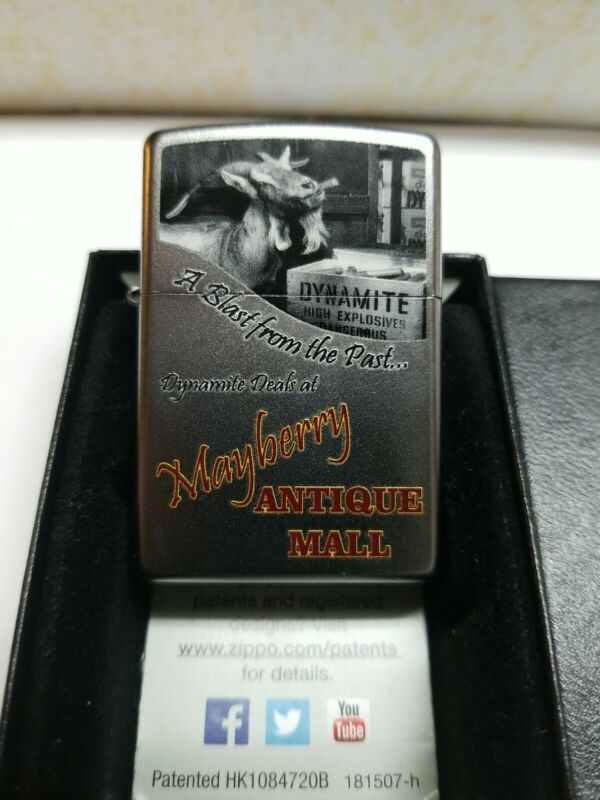 DYNAMITE
HIGH EXPLOSIVES
DANGEROUS
A Blast from the Past...
Dynamite Deals at
Mayberry
ANTIQUE
MALL
patents and registered
designs? Visit
www.zippo.com/patents
for details.
f
You
Tube
Patented HK1084720B 181507-h